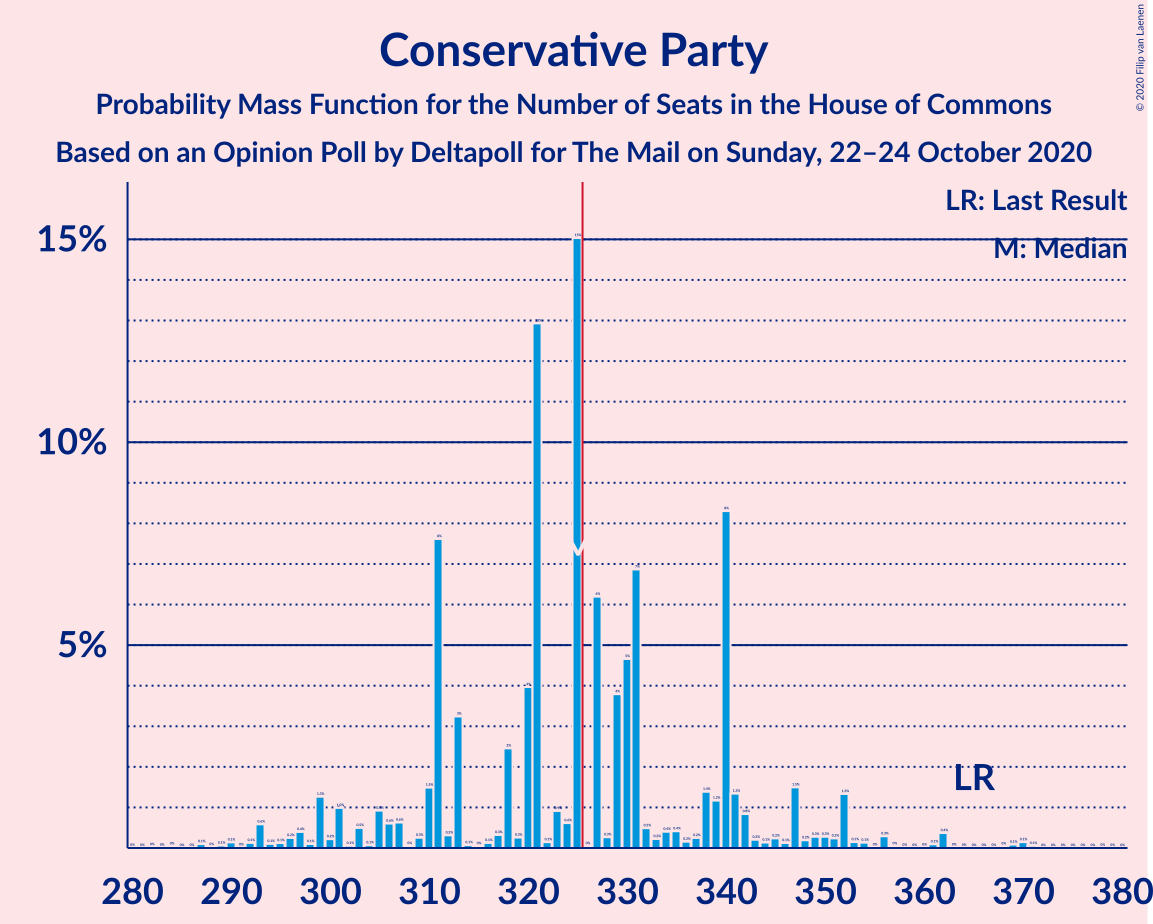 Conservative Party
Probability Mass Function for the Number of Seats in the House of Commons
Based on an Opinion Poll by Deltapoll for The Mail on Sunday, 22–24 October 2020
© 2020 Filip van Laenen
LR: Last Result
M: Median
15%
10%
5%
M
LR
280 290 300 310 320 330 340 350 360 370 380